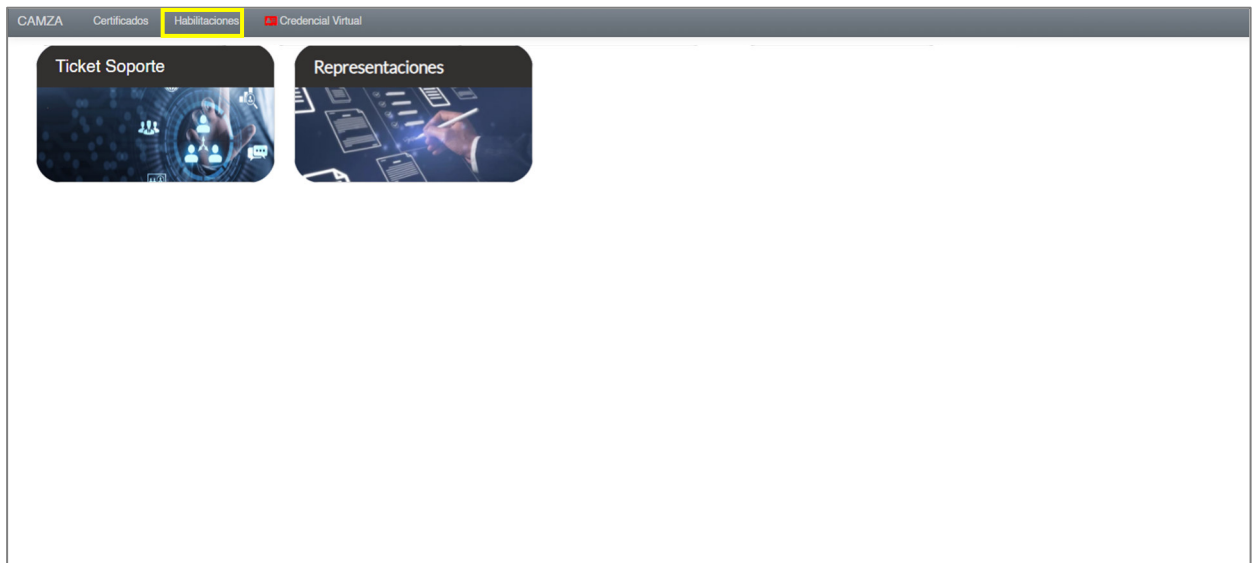 CAMZA Certificados Habilitaciones Credencial Virtual
Ticket Soporte
Representaciones